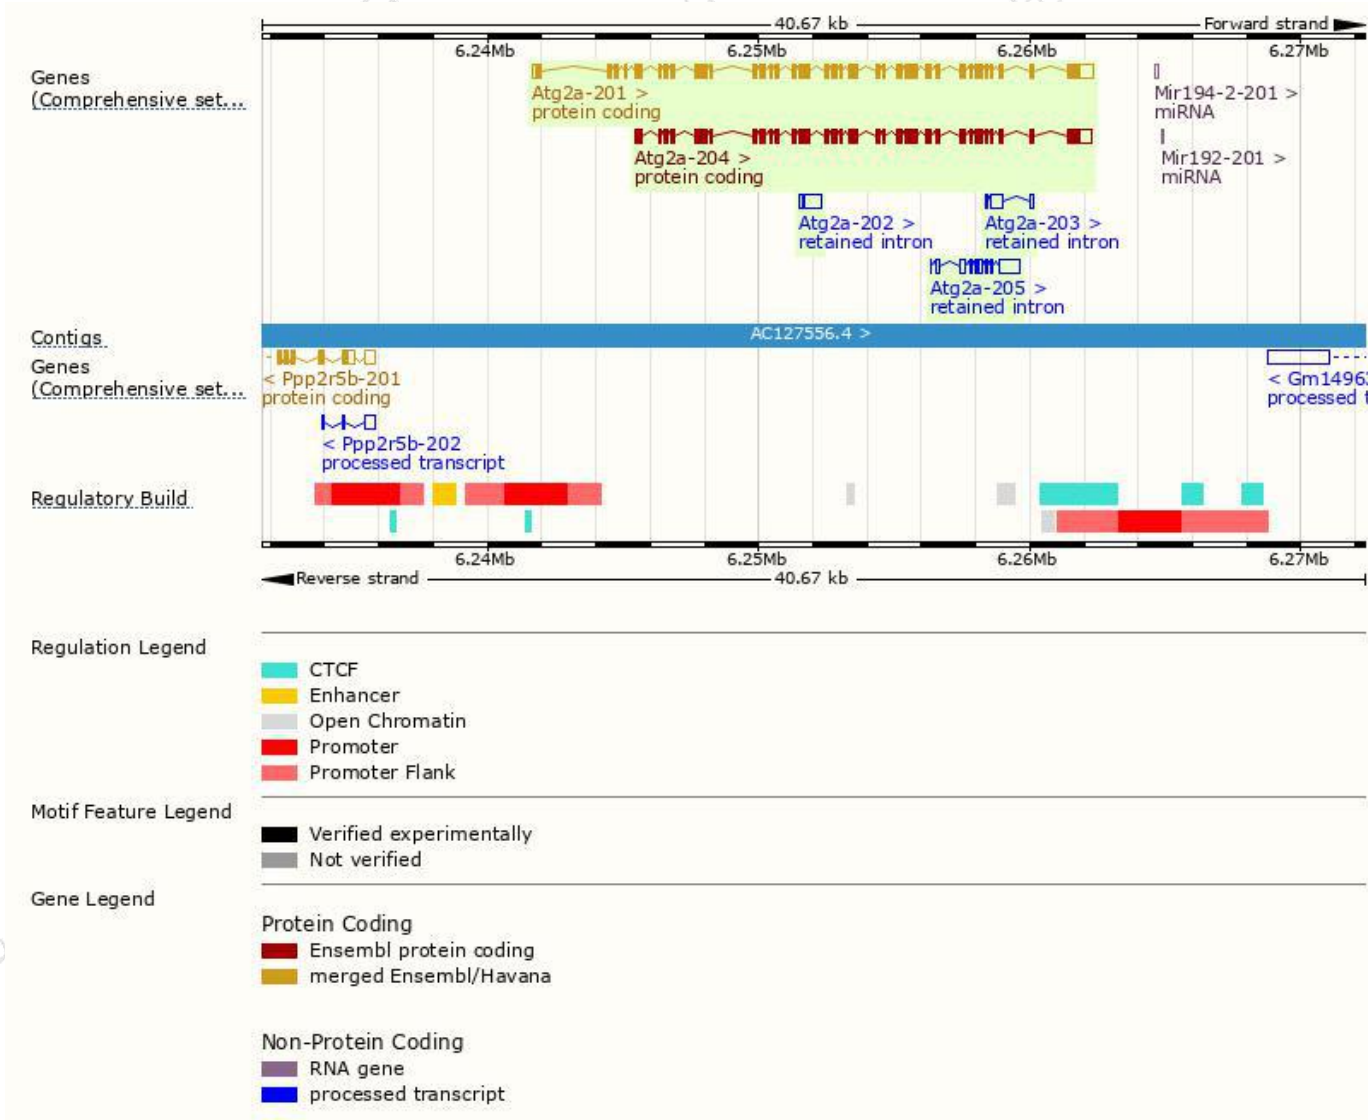 40.67 kb
Forward strand
6.24Mb 6.25Mb 6.26Mb 6.27Mb
Genes
(Comprehensive set...
Atg2a-201 >
protein coding
Mir194-2-201 >
miRNA
Atg2a-204 >
protein coding
Mir192-201 >
miRNA
Atg2a-202 >
retained intron
Atg2a-203 >
retained intron
Atg2a-205 >
retained intron
Contigs
AC127556.4 >
Genes
(Comprehensive set...
< Ppp2r5b-201
protein coding
< Gm1496
processed t
< Ppp2r5b-202
processed transcript
Regulatory Build
6.24Mb 6.25Mb 6.26Mb 6.27Mb
Reverse strand
40.67 kb
Regulation Legend
CTCF
Enhancer
Open Chromatin
Promoter
Promoter Flank
Motif Feature Legend
Verified experimentally
Not verified
Gene Legend
Protein Coding
Ensembl protein coding
merged Ensembl/Havana
Non-Protein Coding
RNA gene
processed transcript